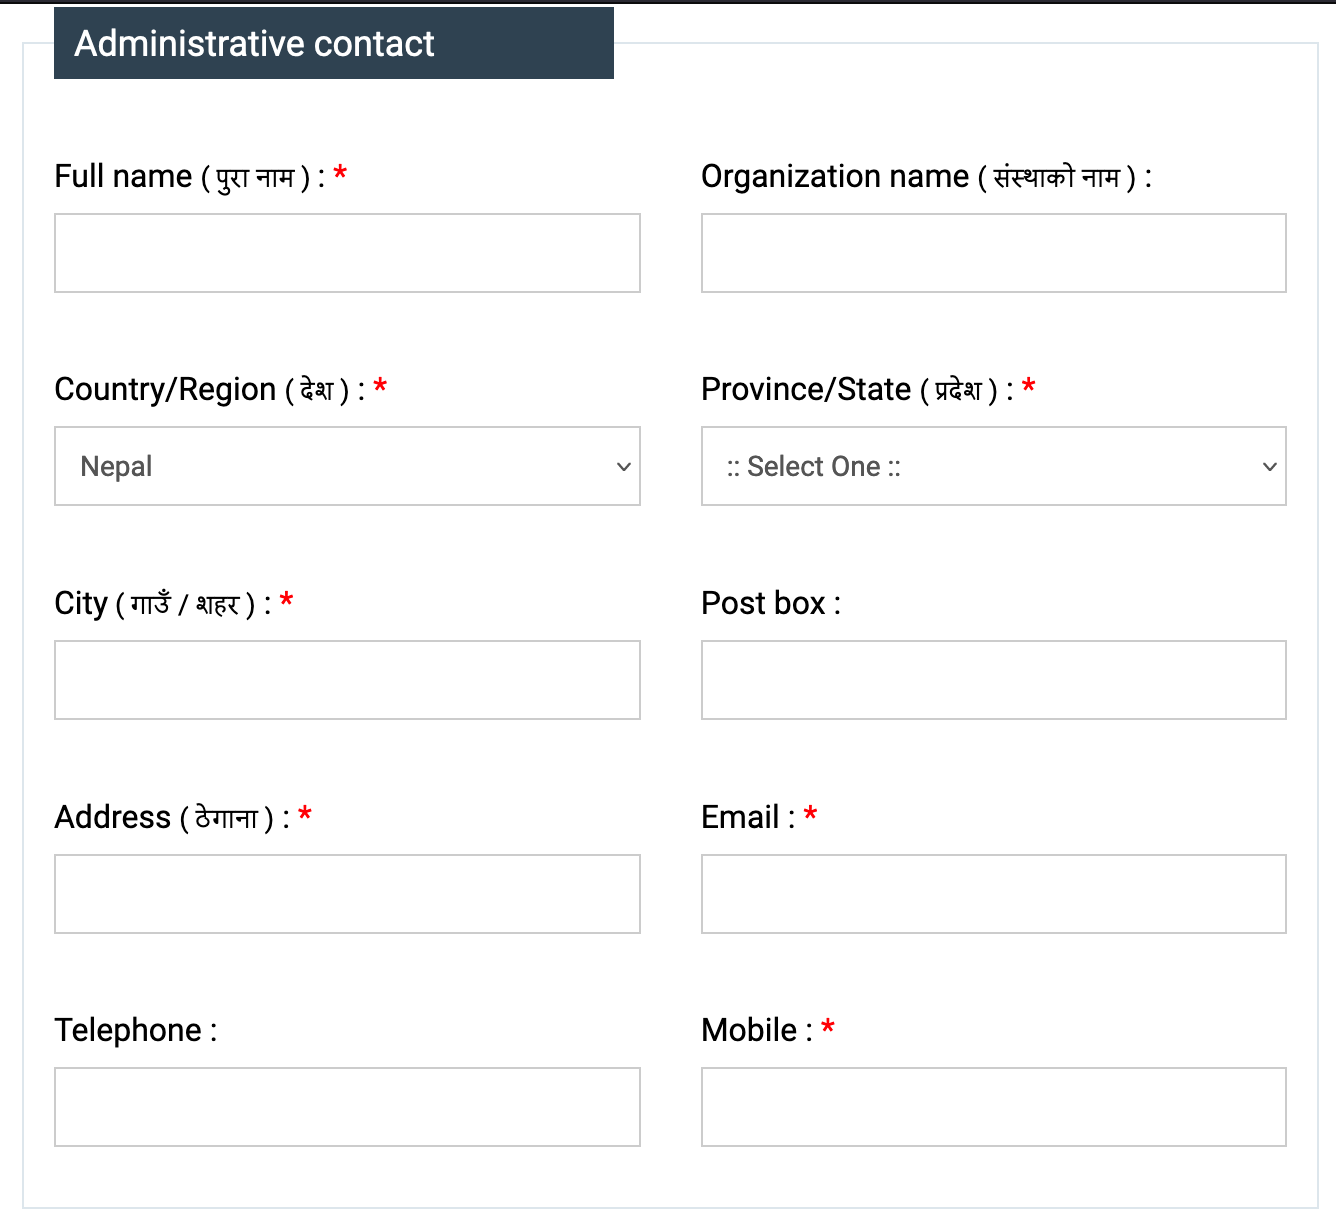 Administrative contact
Full name ( पुरा नाम ) : *
Organization name ( संस्थाको नाम ) :
Country/Region ( देश ) : *
Province/State ( प्रदेश ) : *
Nepal
:: Select One ::
City ( गाउँ / शहर ) : *
Post box :
Address ( ठेगाना ) : *
Email : *
Telephone :
Mobile : *